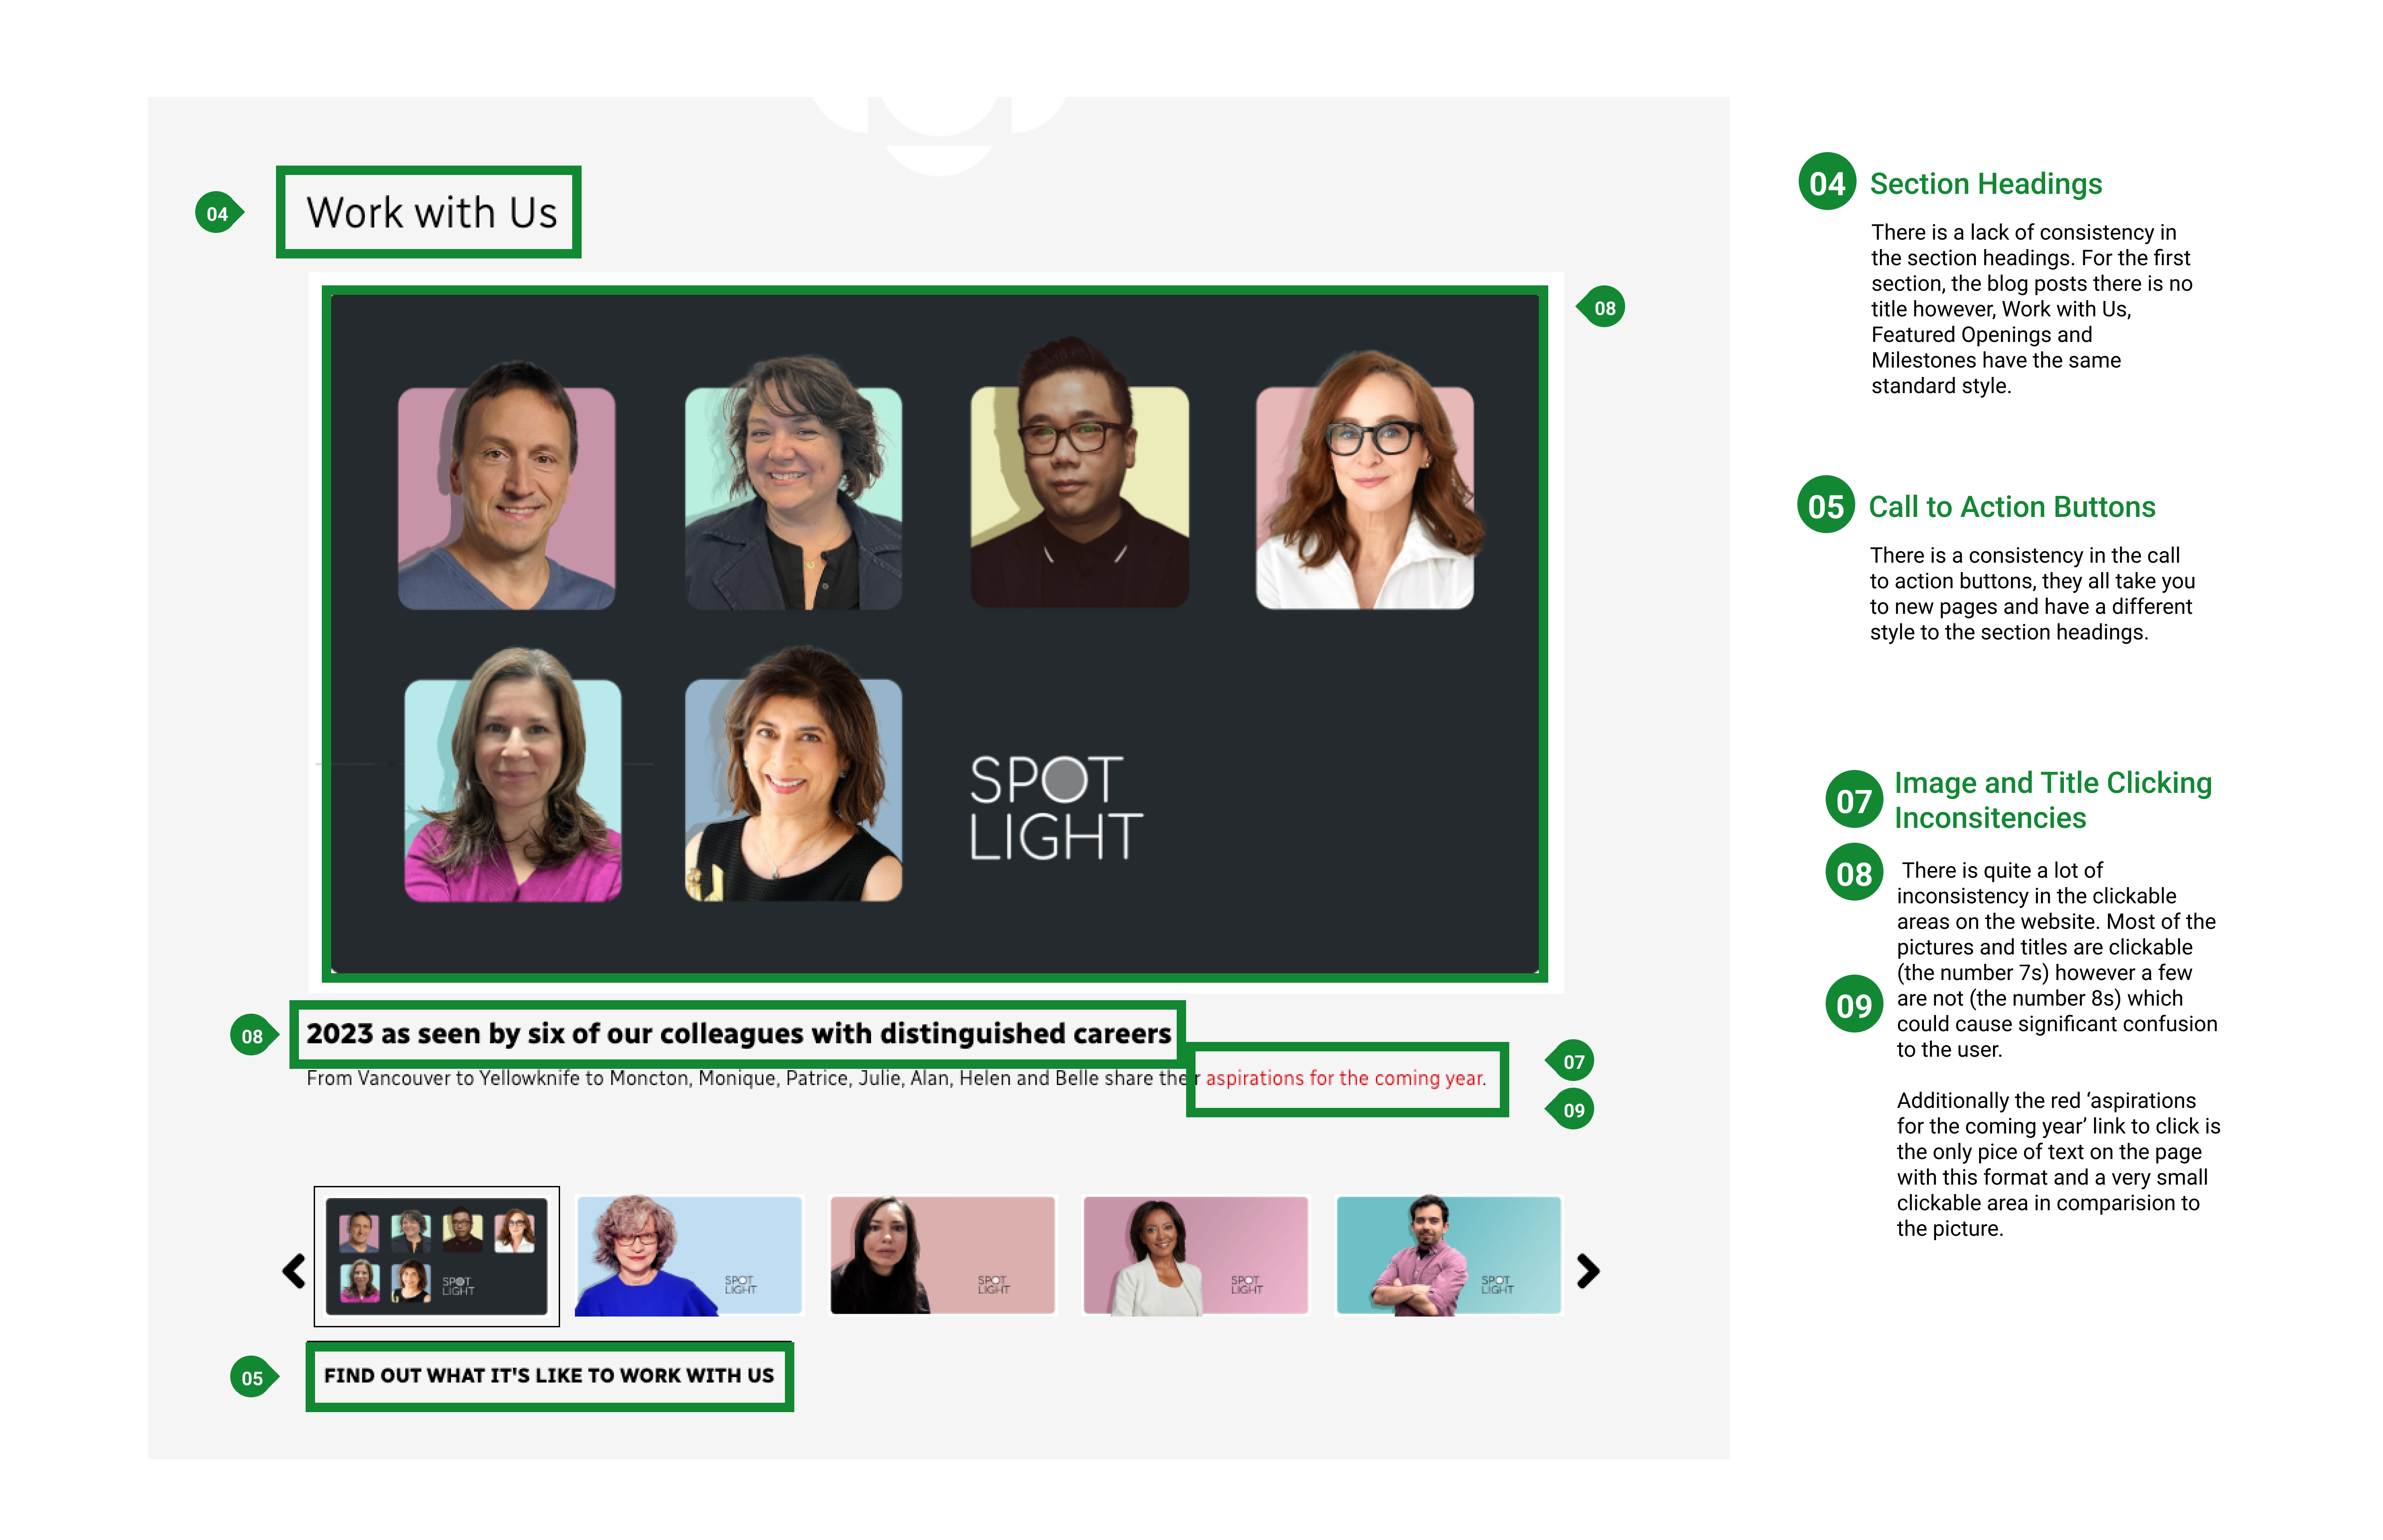 04
Work with Us
08
SPOT
LIGHT
08
2023 as seen by six of our colleagues with distinguished careers
From Vancouver to Yellowknife to Moncton, Monique, Patrice, Julie, Alan, Helen and Belle share their aspirations for the coming year.
07
09
SPOT
LIGHT
SPOT
LIGHT
SPOT
LIGHT
SPOT
LIGHT
SPOT
LIGHT
05
FIND OUT WHAT IT'S LIKE TO WORK WITH US
04
Section Headings
There is a lack of consistency in
the section headings. For the first
section, the blog posts there is no
title however, Work with Us,
Featured Openings and
Milestones have the same
standard style.
05
Call to Action Buttons
There is a consistency in the call
to action buttons, they all take you
to new pages and have a different
style to the section headings.
07
Image and Title Clicking
Inconsitencies
08
There is quite a lot of
inconsistency in the clickable
areas on the website. Most of the
pictures and titles are clickable
(the number 7s) however a few
09
are not (the number 8s) which
could cause significant confusion
to the user.
Additionally the red ‘aspirations
for the coming year’ link to click is
the only pice of text on the page
with this format and a very small
clickable area in comparision to
the picture.